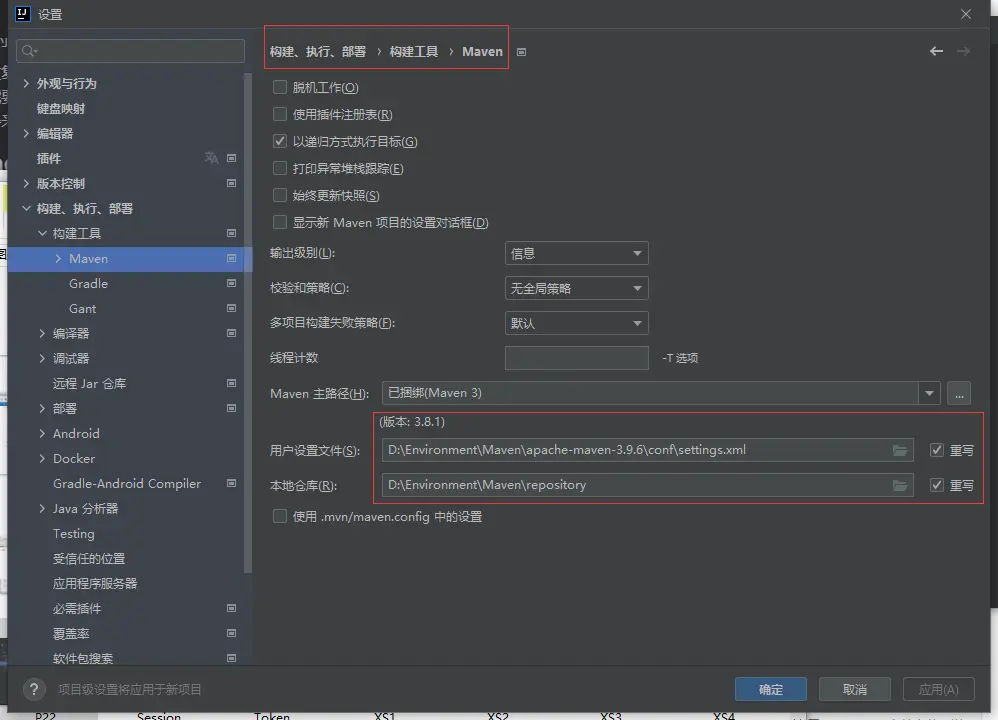 设置
构建、执行、部署 › 构建工具 › Maven
脱机工作(O)
使用插件注册表(R)
以递归方式执行目标(G)
打印异常堆栈跟踪(E)
始终更新快照(S)
显示新 Maven 项目的设置对话框(D)
输出级别(L): 信息
校验和策略(C): 无全局策略
多项目构建失败策略(F): 默认
线程计数 -T 选项
Maven 主路径(H): 已捆绑(Maven 3) ...
(版本: 3.8.1)
用户设置文件(S): D:\Environment\Maven\apache-maven-3.9.6\conf\settings.xml 重写
本地仓库(R): D:\Environment\Maven\repository 重写
使用 .mvn/maven.config 中的设置
外观与行为
键盘映射
编辑器
插件
版本控制
构建、执行、部署
构建工具
Maven
Gradle
Gant
编译器
调试器
远程 Jar 仓库
部署
Android
Docker
Gradle-Android Compiler
Java 分析器
Testing
受信任的位置
应用程序服务器
必需插件
覆盖率
软件包搜索
? 项目级设置将应用于新项目
确定 取消 应用(A)
P22 Session Token XS1 XS2 XS3 XS4